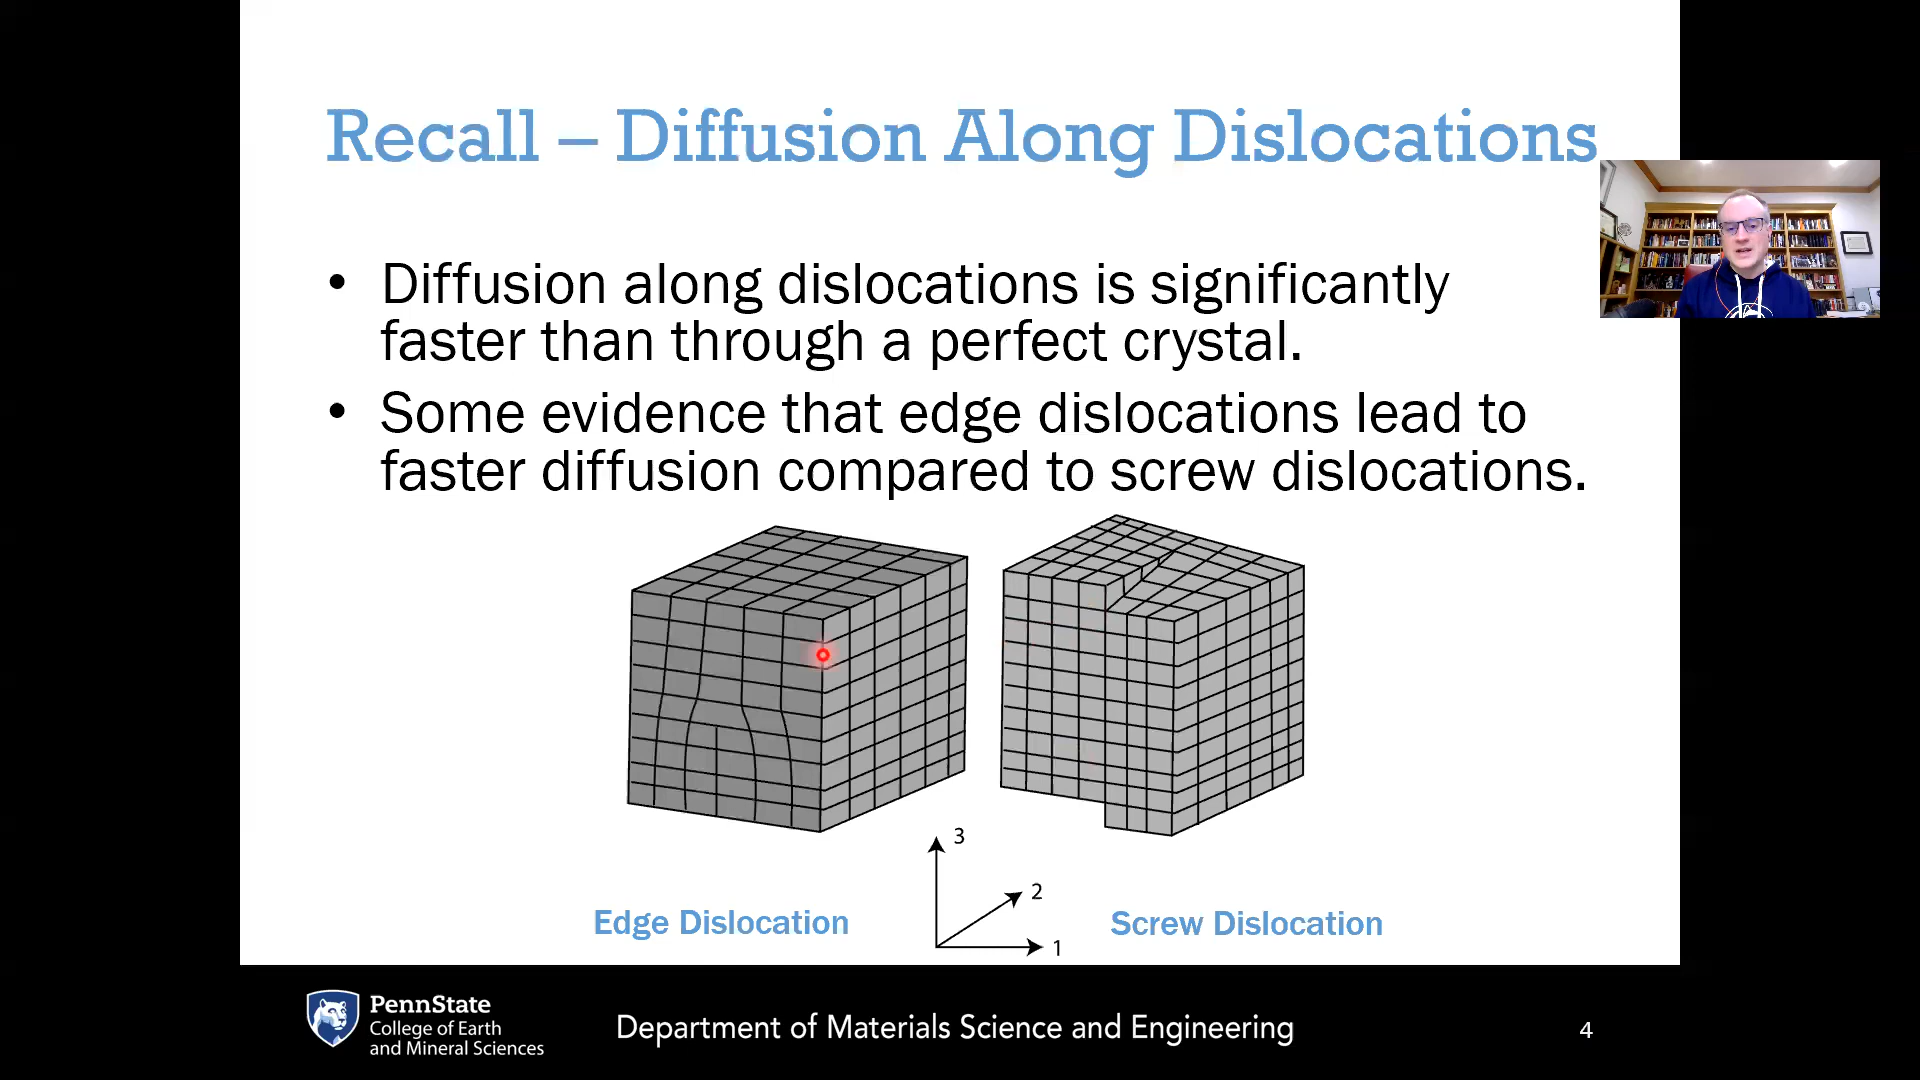 Recall – Diffusion Along Dislocations
• Diffusion along dislocations is significantly
faster than through a perfect crystal.
• Some evidence that edge dislocations lead to
faster diffusion compared to screw dislocations.
3
2
1
Edge Dislocation
Screw Dislocation
PennState
College of Earth
and Mineral Sciences
Department of Materials Science and Engineering
4